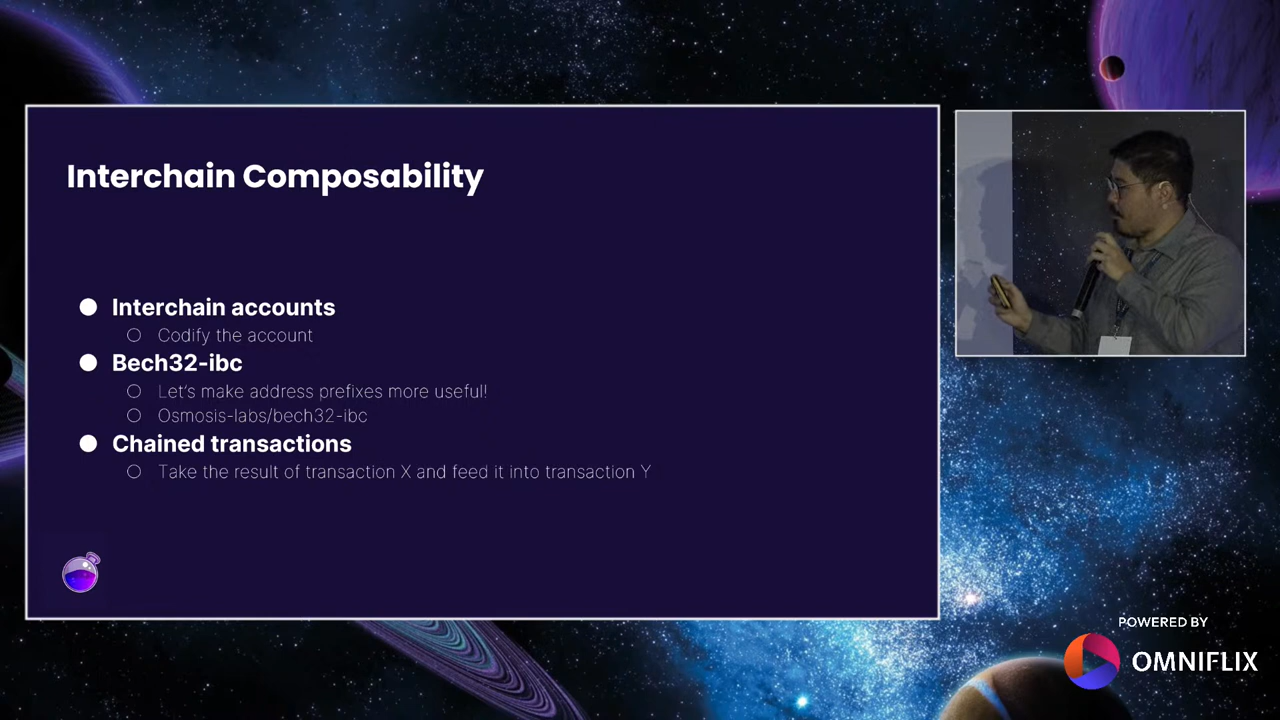 Interchain Composability
● Interchain accounts
○ Codify the account
● Bech32-ibc
○ Let's make address prefixes more useful!
○ Osmosis-labs/bech32-ibc
● Chained transactions
○ Take the result of transaction X and feed it into transaction Y
POWERED BY
OMNIFLIX